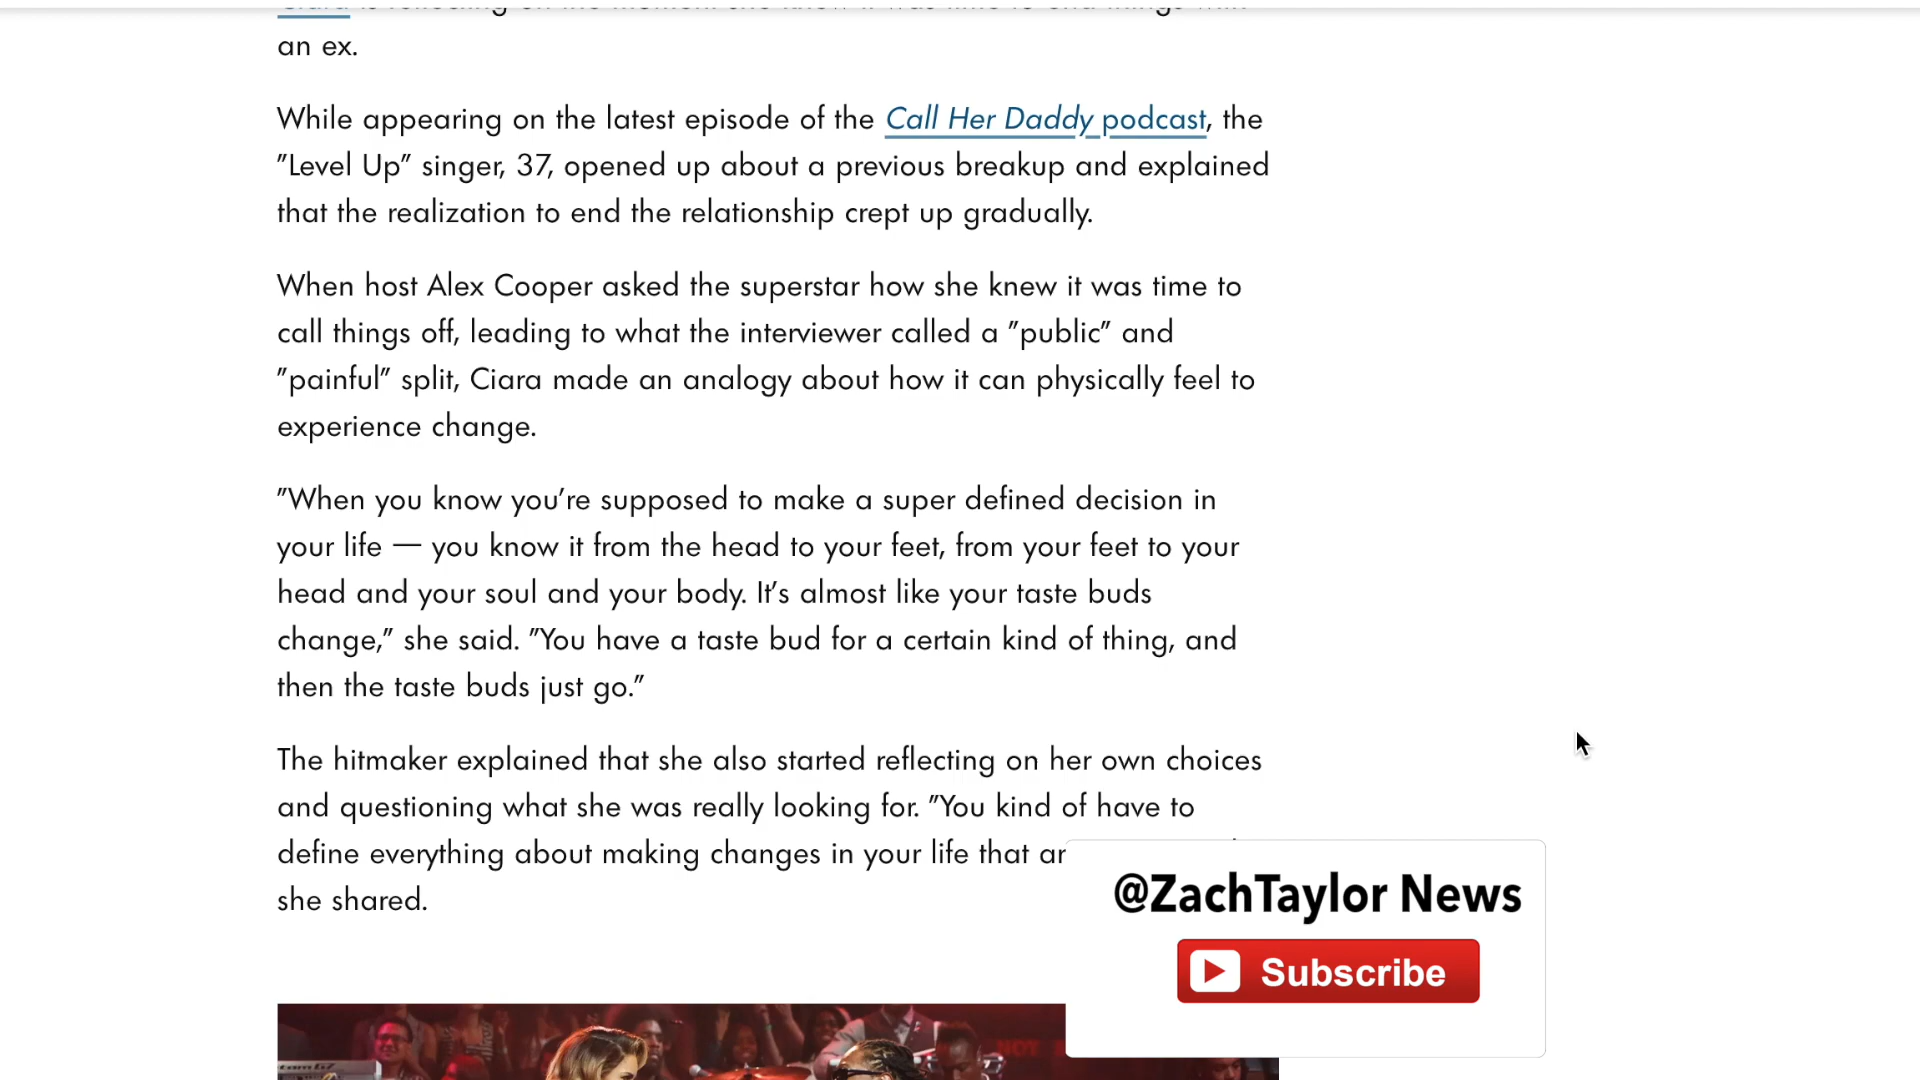 an ex.
While appearing on the latest episode of the Call Her Daddy podcast, the
"Level Up" singer, 37, opened up about a previous breakup and explained
that the realization to end the relationship crept up gradually.
When host Alex Cooper asked the superstar how she knew it was time to
call things off, leading to what the interviewer called a "public" and
"painful" split, Ciara made an analogy about how it can physically feel to
experience change.
"When you know you're supposed to make a super defined decision in
your life — you know it from the head to your feet, from your feet to your
head and your soul and your body. It's almost like your taste buds
change," she said. "You have a taste bud for a certain kind of thing, and
then the taste buds just go."
The hitmaker explained that she also started reflecting on her own choices
and questioning what she was really looking for. "You kind of have to
define everything about making changes in your life that
she shared.
@ZachTaylor News
Subscribe